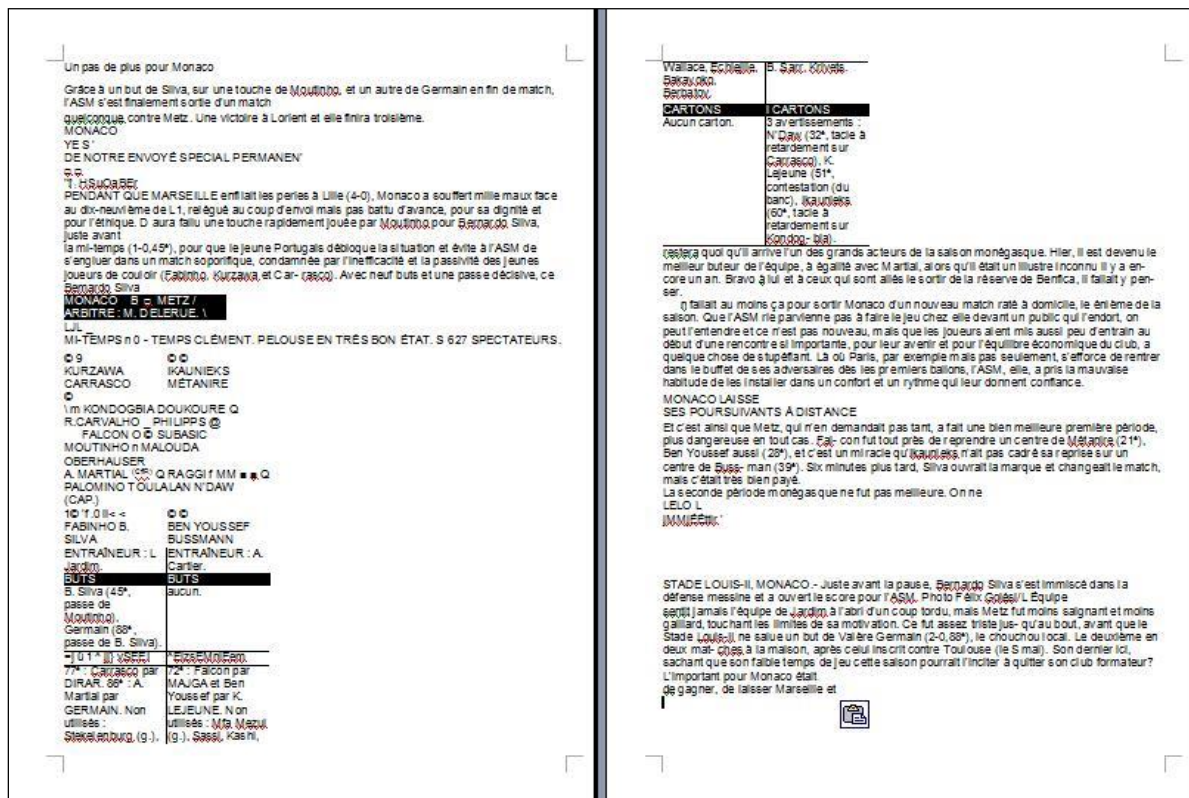 Un pas de plus pour Monaco
Grâce à un but de Silva, sur une touche de Moutinho, et un autre de Germain en fin de match,
l'ASM s'est finalement sortie d'un match
quelconque contre Metz. Une victoire à Lorient et elle finira troisième.
MONACO
YE S '
DE NOTRE ENVOYÉ SPECIAL PERMANEN'
"f. HSuOaBEr
PENDANT QUE MARSEILLE enfilait les perles à Lille (4-0), Monaco a souffert mille maux face
au dix-neuvième de L1, relégué au coup d'envoi mais pas battu d'avance, pour sa dignité et
pour l'éthique. D aura fallu une touche rapidement jouée par Moutinho pour Bernardo Silva,
juste avant
la mi-temps (1-0,45°), pour que le jeune Portugais débloque la situation et évite à l'ASM de
s'engluer dans un match soporifique, condamnée par l'inefficacité et la passivité des jeunes
joueurs de couloir (Fabinho, Kurzawa et Car- rasco). Avec neuf buts et une passe décisive, ce
Bernardo Silva
MONACO B METZ /
ARBITRE : M. DELERUE. \
LJL _
MI-TEMPS n 0 - TEMPS CLÉMENT. PELOUSE EN TRÈS BON ÉTAT. S 627 SPECTATEURS.
© 9 © ©
KURZAWA IKAUNIEKS
CARRASCO MÉTANIRE
©
\ m KONDOGBIA DOUKOURE Q
R.CARVALHO _ PHILIPPS @
FALCON O © SUBASIC
MOUTINHO n MALOUDA
OBERHAUSER
A. MARTIAL Q RAGGI f MM ■ Q
PALOMINO TOULALAN N'DAW
(CAP.)
1© 'f .0 ll< < © ©
FABINHO B. BEN YOUSSEF
SILVA BUSSMANN
ENTRAÎNEUR : L ENTRAÎNEUR : A.
Jardim. Cartier.
BUTS BUTS
B. Silva (45°, aucun.
passe de
Moutinho),
Germain (88°,
passe de B. Silva).
77° : Carrasco par 72° : Falcon par
DIRAR. 86° : A. MAJGA et Ben
Martial par Youssef par K.
GERMAIN. Non LEJEUNE. Non
utilisés : utilisés : Mfa Mezui
Stekelenburg (g.), (g.), Sassi, Kashi,
Wallace, Echiejile, B. Sarr, Krivets.
Bakayoko,
Berbatov.
CARTONS I CARTONS
Aucun carton. 3 avertissements :
N'Daw (32°, tacle à
retardement sur
Carrasco), K.
Lejeune (51°,
contestation (du
banc), Ikaunieks
(60°, tacle à
retardement sur
Kondog- bia).
restera quoi qu'il arrive l'un des grands acteurs de la saison monégasque. Hier, il est devenu le
meilleur buteur de l'équipe, à égalité avec Martial, alors qu'il était un illustre inconnu il y a en-
core un an. Bravo à lui et à ceux qui sont allés le sortir de la réserve de Benfica, il fallait y pen-
ser.
fallait au moins ça pour sortir Monaco d'un nouveau match raté à domicile, le énième de la
saison. Que l'ASM ne parvienne pas à faire le jeu chez elle devant un public qui l'endort, on
peut l'entendre et ce n'est pas nouveau, mais que les joueurs aient mis aussi peu d'entrain au
début d'une rencontre si importante, pour leur avenir et pour l'équilibre économique du club, a
quelque chose de stupéfiant. Là où Paris, par exemple mais pas seulement, s'efforce de rentrer
dans le buffet de ses adversaires dès les premiers ballons, l'ASM, elle, a pris la mauvaise
habitude de les installer dans un confort et un rythme qui leur donnent confiance.
MONACO LAISSE
SES POURSUIVANTS À DISTANCE
Et c'est ainsi que Metz, qui n'en demandait pas tant, a fait une bien meilleure première période,
plus dangereuse en tout cas. Fal- con fut tout près de reprendre un centre de Métanire (21°),
Ben Youssef aussi (28°), et c'est un miracle qu'Ikaunieks n'ait pas cadré sa reprise sur un
centre de Buss- man (39°). Six minutes plus tard, Silva ouvrait la marque et changeait le match,
mais c'était très bien payé.
La seconde période monégasque ne fut pas meilleure. On ne
LELO L
STADE LOUIS-II, MONACO.- Juste avant la pause, Bernardo Silva s'est immiscé dans la
défense messine et a ouvert le score pour l'ASM. Photo Félix Golési/L Équipe
sentit jamais l'équipe de Jardim à l'abri d'un coup tordu, mais Metz fut moins saignant et moins
gaillard, touchant les limites de sa motivation. Ce fut assez triste jus- qu'au bout, avant que le
Stade Louis-II ne salue un but de Valère Germain (2-0,88°), le chouchou local. Le deuxième en
deux mat- ches à la maison, après celui inscrit contre Toulouse (le S mai). Son dernier ici,
sachant que son faible temps de jeu cette saison pourrait l'inciter à quitter son club formateur?
L'important pour Monaco était
de gagner, de laisser Marseille et